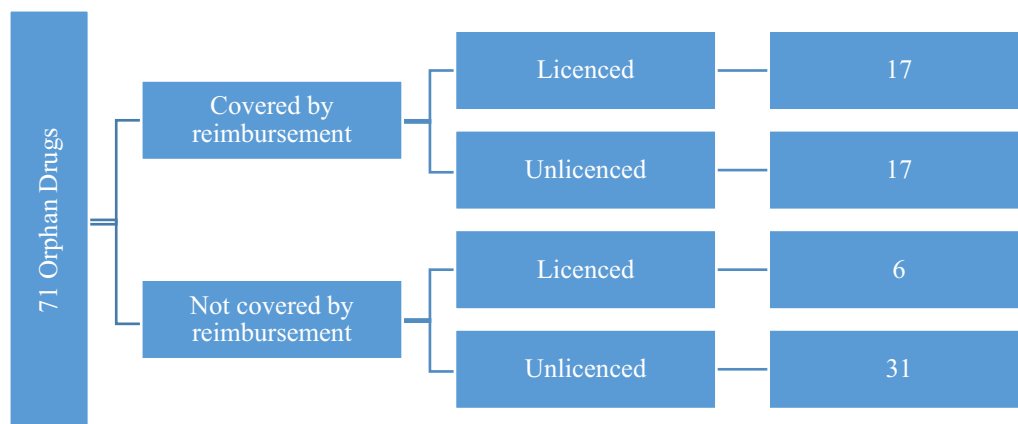 71 Orphan Drugs
Covered by
reimbursement
Licenced
17
Unlicenced
17
Not covered by
reimbursement
Licenced
6
Unlicenced
31